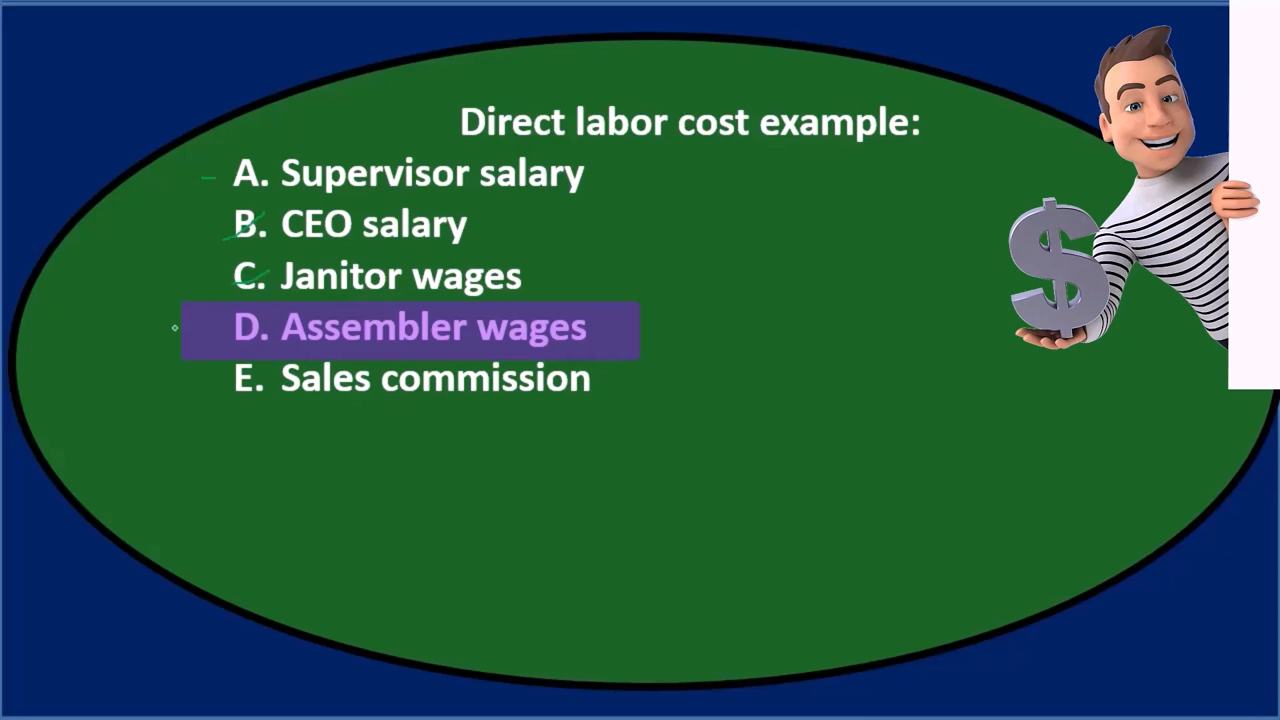 Direct labor cost example:
A. Supervisor salary
B. CEO salary
C. Janitor wages
D. Assembler wages
E. Sales commission